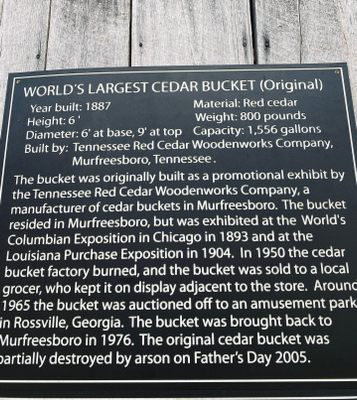 WORLD'S LARGEST CEDAR BUCKET (Original)
Year built: 1887 Material: Red cedar
Height: 6 ' Weight: 800 pounds
Diameter: 6' at base, 9' at top Capacity: 1,556 gallons
Built by: Tennessee Red Cedar Woodenworks Company,
Murfreesboro, Tennessee.
The bucket was originally built as a promotional exhibit by
the Tennessee Red Cedar Woodenworks Company, a
manufacturer of cedar buckets in Murfreesboro. The bucket
resided in Murfreesboro, but was exhibited at the World's
Columbian Exposition in Chicago in 1893 and at the
Louisiana Purchase Exposition in 1904. In 1950 the cedar
bucket factory burned, and the bucket was sold to a local
grocer, who kept it on display adjacent to the store. Around
1965 the bucket was auctioned off to an amusement park
in Rossville, Georgia. The bucket was brought back to
Murfreesboro in 1976. The original cedar bucket was
partially destroyed by arson on Father's Day 2005.